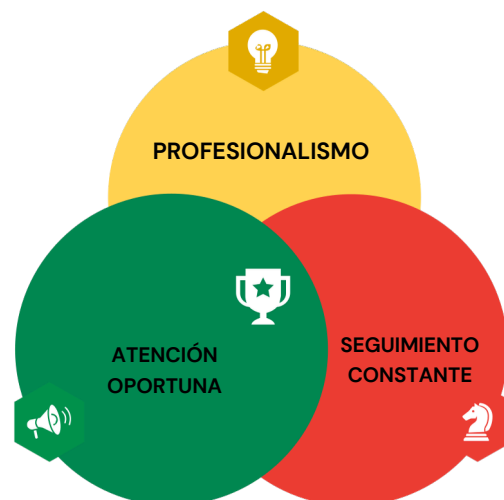 PROFESIONALISMO
ATENCIÓN
OPORTUNA
SEGUIMIENTO
CONSTANTE